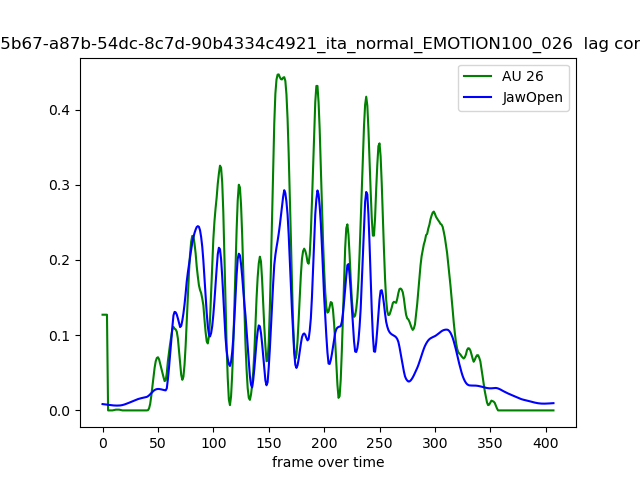 5b67-a87b-54dc-8c7d-90b4334c4921_ita_normal_EMOTION100_026 lag cor
AU 26
JawOpen
0.4
0.3
0.2
0.1
0.0
0 50 100 150 200 250 300 350 400
frame over time